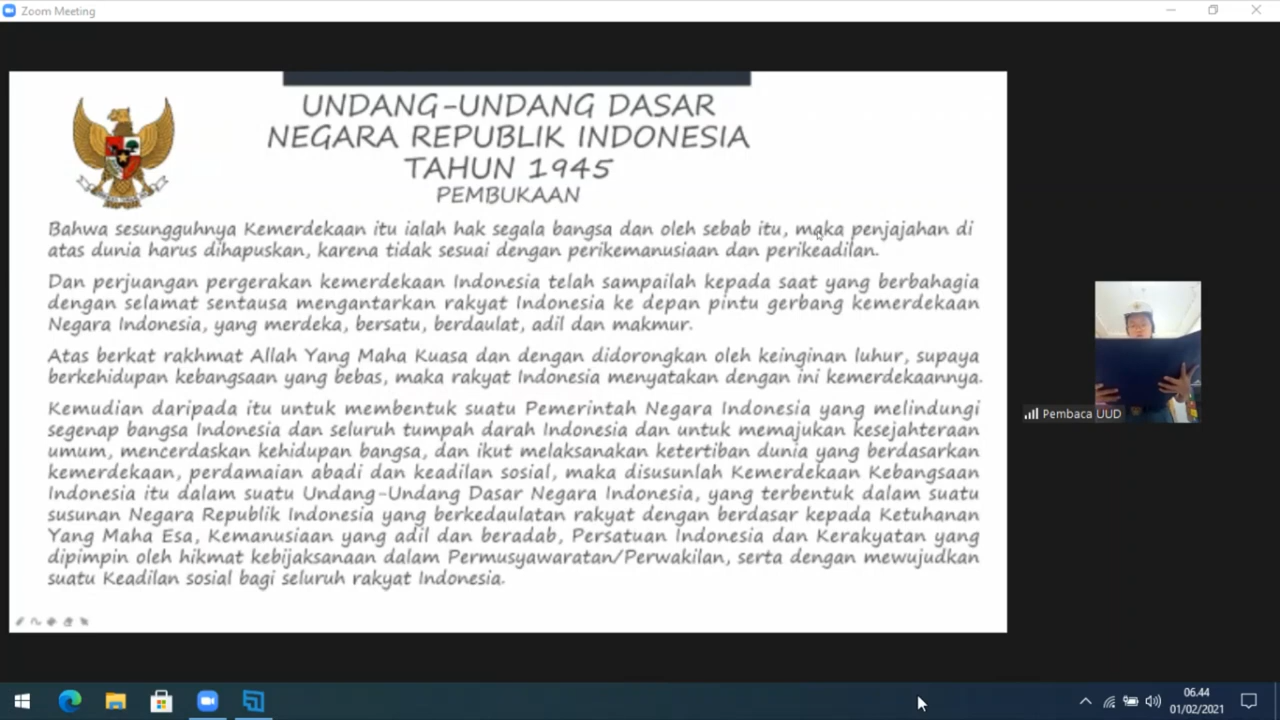 Zoom Meeting
UNDANG-UNDANG DASAR
NEGARA REPUBLIK INDONESIA
TAHUN 1945
PEMBUKAAN
Bahwa sesungguhnya Kemerdekaan itu ialah hak segala bangsa dan oleh sebab itu, maka penjajahan di
atas dunia harus dihapuskan, karena tidak sesuai dengan perikemanusiaan dan perikeadilan.
Dan perjuangan pergerakan kemerdekaan Indonesia telah sampailah kepada saat yang berbahagia
dengan selamat sentausa mengantarkan rakyat Indonesia ke depan pintu gerbang kemerdekaan
Negara Indonesia, yang merdeka, bersatu, berdaulat, adil dan makmur.
Atas berkat rakhmat Allah Yang Maha Kuasa dan dengan didorongkan oleh keinginan luhur, supaya
berkehidupan kebangsaan yang bebas, maka rakyat Indonesia menyatakan dengan ini kemerdekaannya.
Kemudian daripada itu untuk membentuk suatu Pemerintah Negara Indonesia yang melindungi
segenap bangsa Indonesia dan seluruh tumpah darah Indonesia dan untuk memajukan kesejahteraan
umum, mencerdaskan kehidupan bangsa, dan ikut melaksanakan ketertiban dunia yang berdasarkan
kemerdekaan, perdamaian abadi dan keadilan sosial, maka disusunlah Kemerdekaan Kebangsaan
Indonesia itu dalam suatu Undang-Undang Dasar Negara Indonesia, yang terbentuk dalam suatu
susunan Negara Republik Indonesia yang berkedaulatan rakyat dengan berdasar kepada Ketuhanan
Yang Maha Esa, Kemanusiaan yang adil dan beradab, Persatuan Indonesia dan Kerakyatan yang
dipimpin oleh hikmat kebijaksanaan dalam Permusyawaratan/Perwakilan, serta dengan mewujudkan
suatu Keadilan sosial bagi seluruh rakyat Indonesia.
Pembaca UUD
06.44
01/02/2021